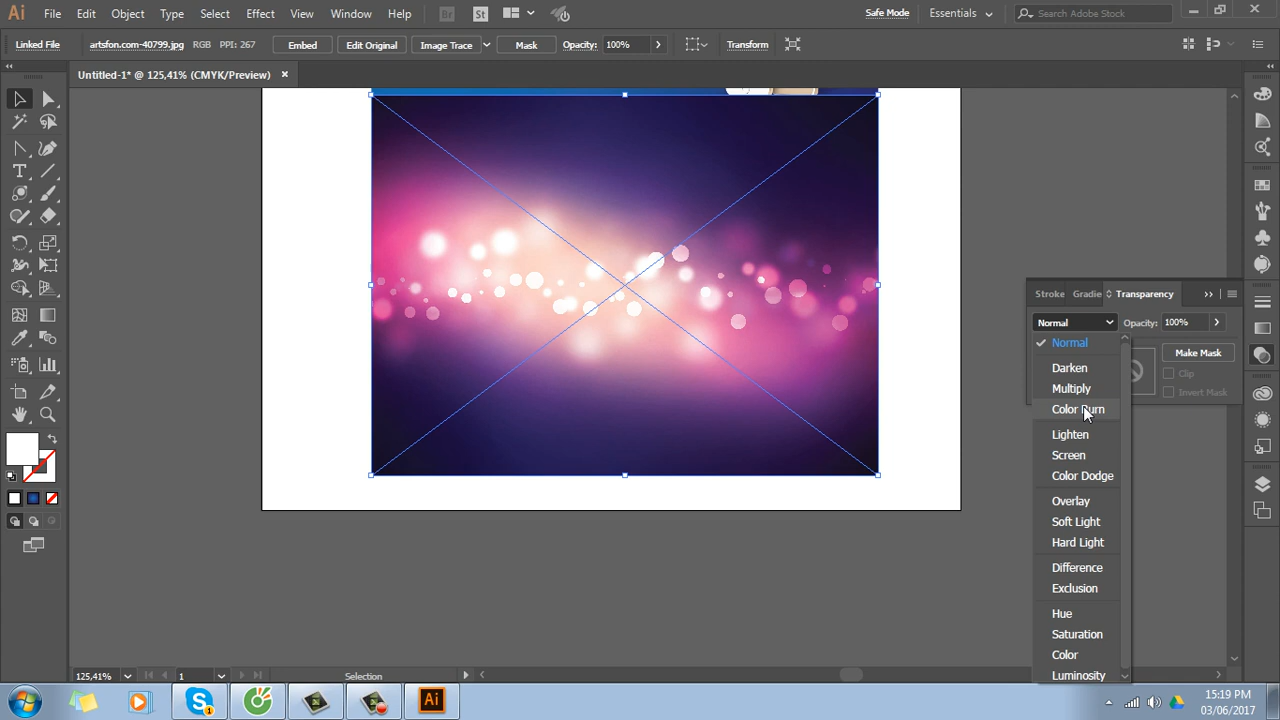 Ai File Edit Object Type Select Effect View Window Help Br St Safe Mode Essentials Search Adobe Stock
Linked File artsfon.com-40799.jpg RGB PPI: 267 Embed Edit Original Image Trace Mask Opacity: 100% Transform
Untitled-1* @ 125,41% (CMYK/Preview)
Stroke Gradie Transparency
Normal Opacity: 100%
Normal
Make Mask
Darken
Clip
Multiply
Invert Mask
Color Burn
Lighten
Screen
Color Dodge
Overlay
Soft Light
Hard Light
Difference
Exclusion
Hue
Saturation
Color
Luminosity
125,41% 1 Selection
Ai
15:19 PM
03/06/2017